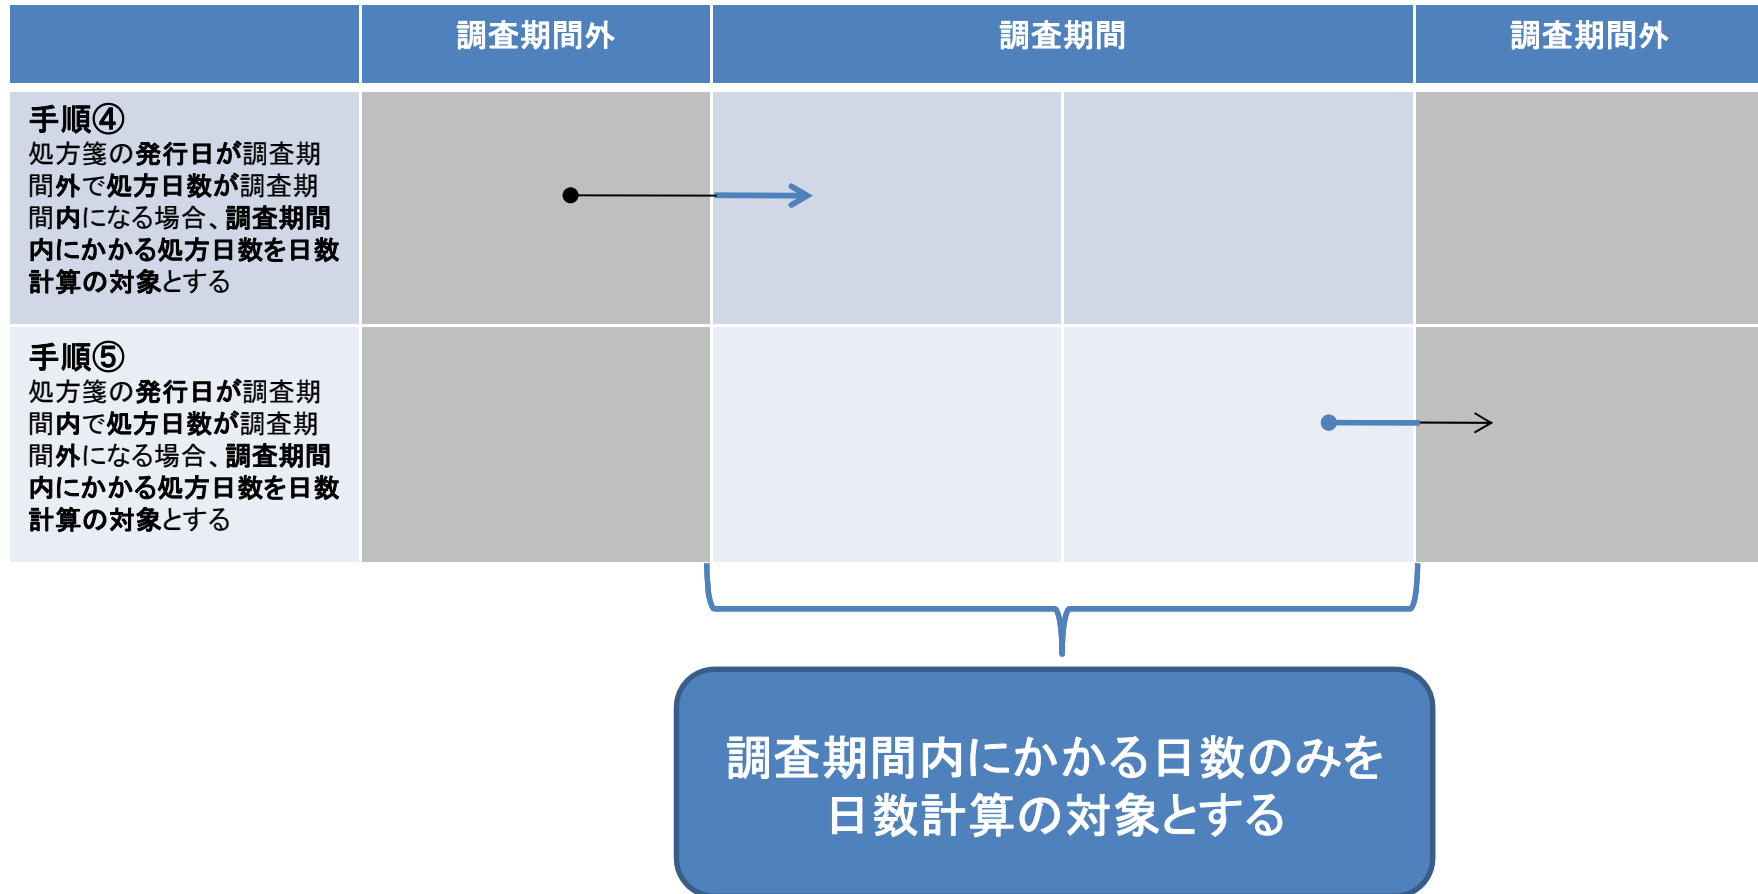 調査期間外
調査期間
調査期間外
手順④
処方箋の発行日が調査期
間外で処方日数が調査期
間内になる場合、調査期間
内にかかる処方日数を日数
計算の対象とする
手順⑤
処方箋の発行日が調査期
間内で処方日数が調査期
間外になる場合、調査期間
内にかかる処方日数を日数
計算の対象とする
調査期間内にかかる日数のみを
日数計算の対象とする